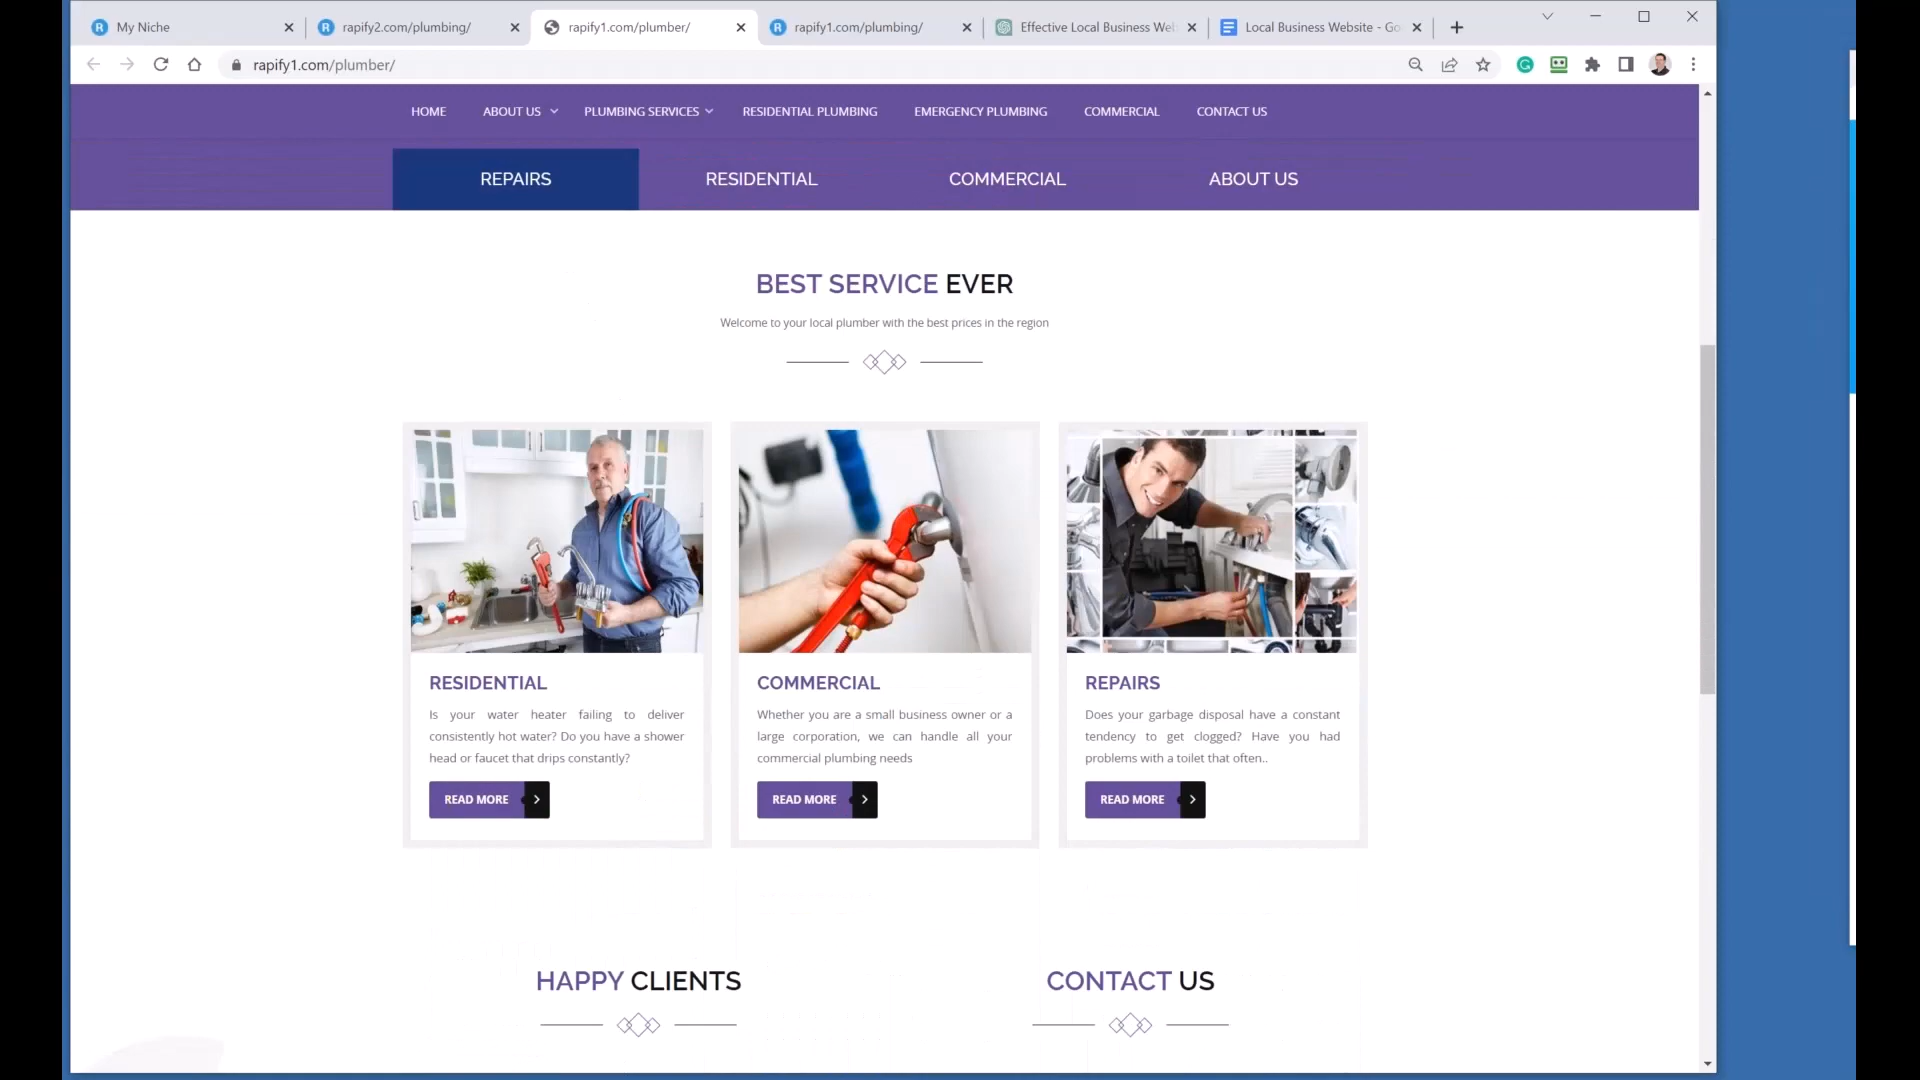 My Niche
rapify2.com/plumbing/
rapify1.com/plumber/
rapify1.com/plumbing/
Effective Local Business Web
Local Business Website - Go
rapify1.com/plumber/
HOME
ABOUT US
PLUMBING SERVICES
RESIDENTIAL PLUMBING
EMERGENCY PLUMBING
COMMERCIAL
CONTACT US
REPAIRS
RESIDENTIAL
COMMERCIAL
ABOUT US
BEST SERVICE EVER
Welcome to your local plumber with the best prices in the region
RESIDENTIAL
Is your water heater failing to deliver
consistently hot water? Do you have a shower
head or faucet that drips constantly?
READ MORE
COMMERCIAL
Whether you are a small business owner or a
large corporation, we can handle all your
commercial plumbing needs
READ MORE
REPAIRS
Does your garbage disposal have a constant
tendency to get clogged? Have you had
problems with a toilet that often..
READ MORE
HAPPY CLIENTS
CONTACT US